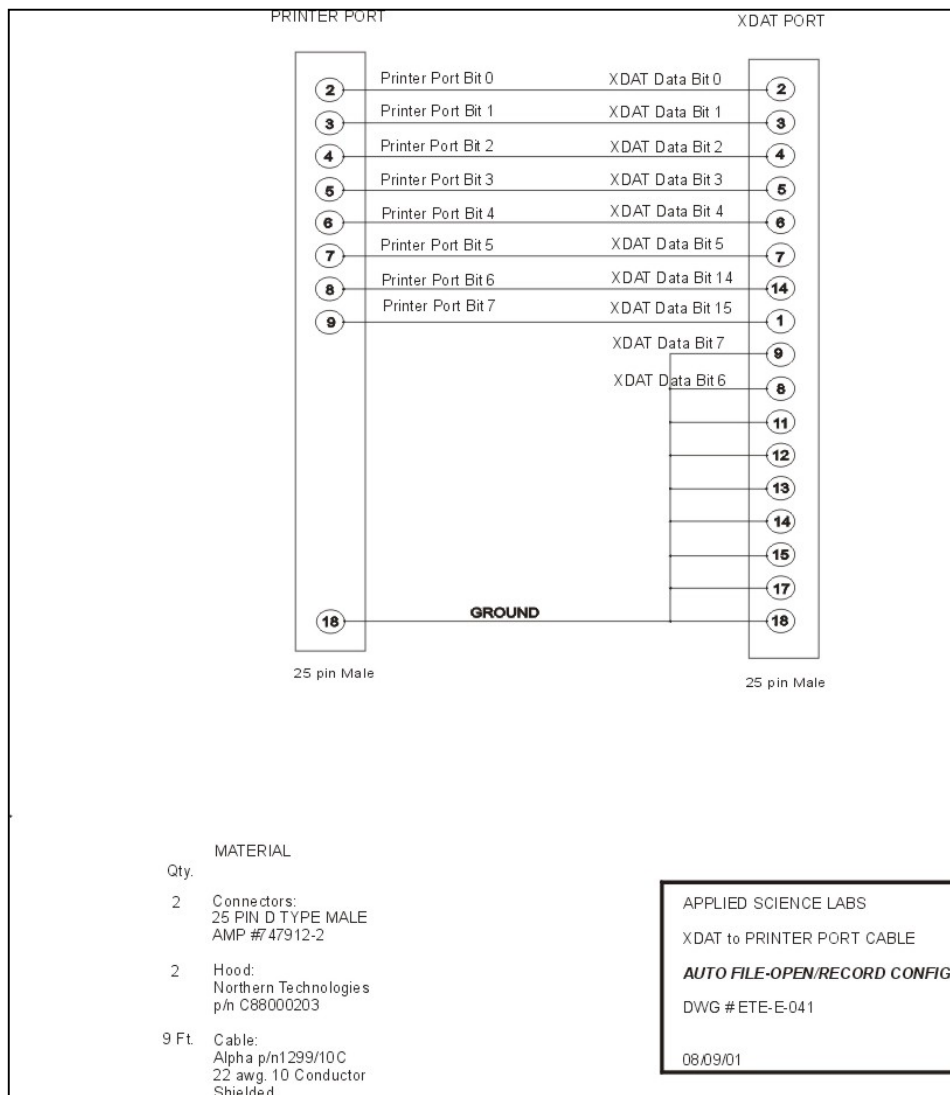 PRINTER PORT
XDAT PORT
2 Printer Port Bit 0 XDAT Data Bit 0 2
3 Printer Port Bit 1 XDAT Data Bit 1 3
4 Printer Port Bit 2 XDAT Data Bit 2 4
5 Printer Port Bit 3 XDAT Data Bit 3 5
6 Printer Port Bit 4 XDAT Data Bit 4 6
7 Printer Port Bit 5 XDAT Data Bit 5 7
8 Printer Port Bit 6 XDAT Data Bit 14 14
9 Printer Port Bit 7 XDAT Data Bit 15 1
XDAT Data Bit 7 9
XDAT Data Bit 6 8
11
12
13
14
15
17
18 GROUND 18
25 pin Male
25 pin Male
MATERIAL
Qty.
2 Connectors:
25 PIN D TYPE MALE
AMP #747912-2
2 Hood:
Northern Technologies
p/n C88000203
9 Ft. Cable:
Alpha p/n1299/10C
22 awg. 10 Conductor
Shielded
APPLIED SCIENCE LABS
XDAT to PRINTER PORT CABLE
AUTO FILE-OPEN/RECORD CONFIG
DWG # ETE-E-041
08/09/01